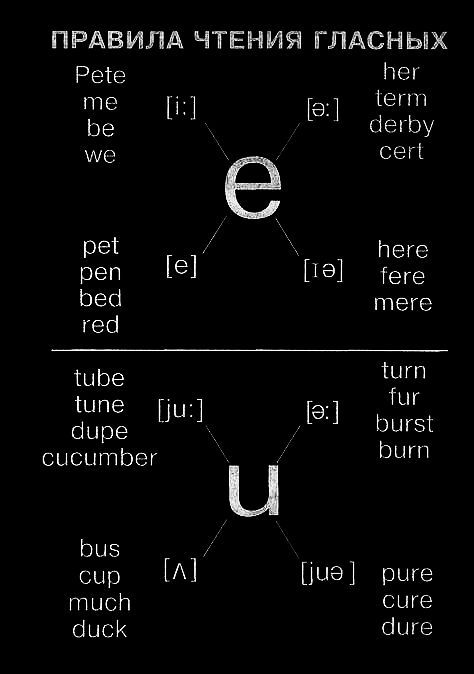 ПРАВИЛА ЧТЕНИЯ ГЛАСНЫХ
Pete
me
be
we
[i:]
[ə:]
her
term
derby
cert
e
pet
pen
bed
red
[e]
[ɪə]
here
fere
mere
tube
tune
dupe
cucumber
[ju:]
[ə:]
turn
fur
burst
burn
u
bus
cup
much
duck
[ʌ]
[juə]
pure
cure
dure